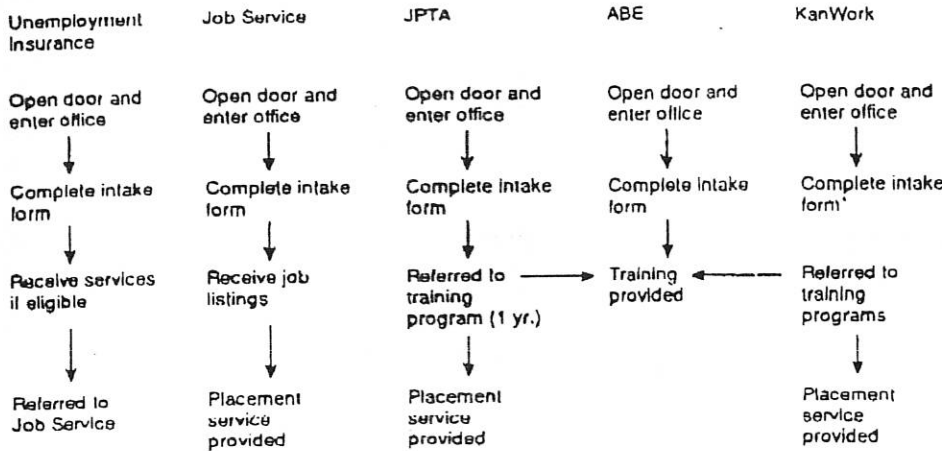 Unemployment
Insurance
Job Service
JPTA
ABE
KanWork
Open door and
enter office
Open door and
enter office
Open door and
enter office
Open door and
enter office
Open door and
enter office
Complete intake
form
Complete intake
form
Complete intake
form
Complete intake
form
Complete intake
form*
Receive services
if eligible
Receive job
listings
Referred to
training
program (1 yr.)
Training
provided
Referred to
training
programs
Referred to
Job Service
Placement
service
provided
Placement
service
provided
Placement
service
provided